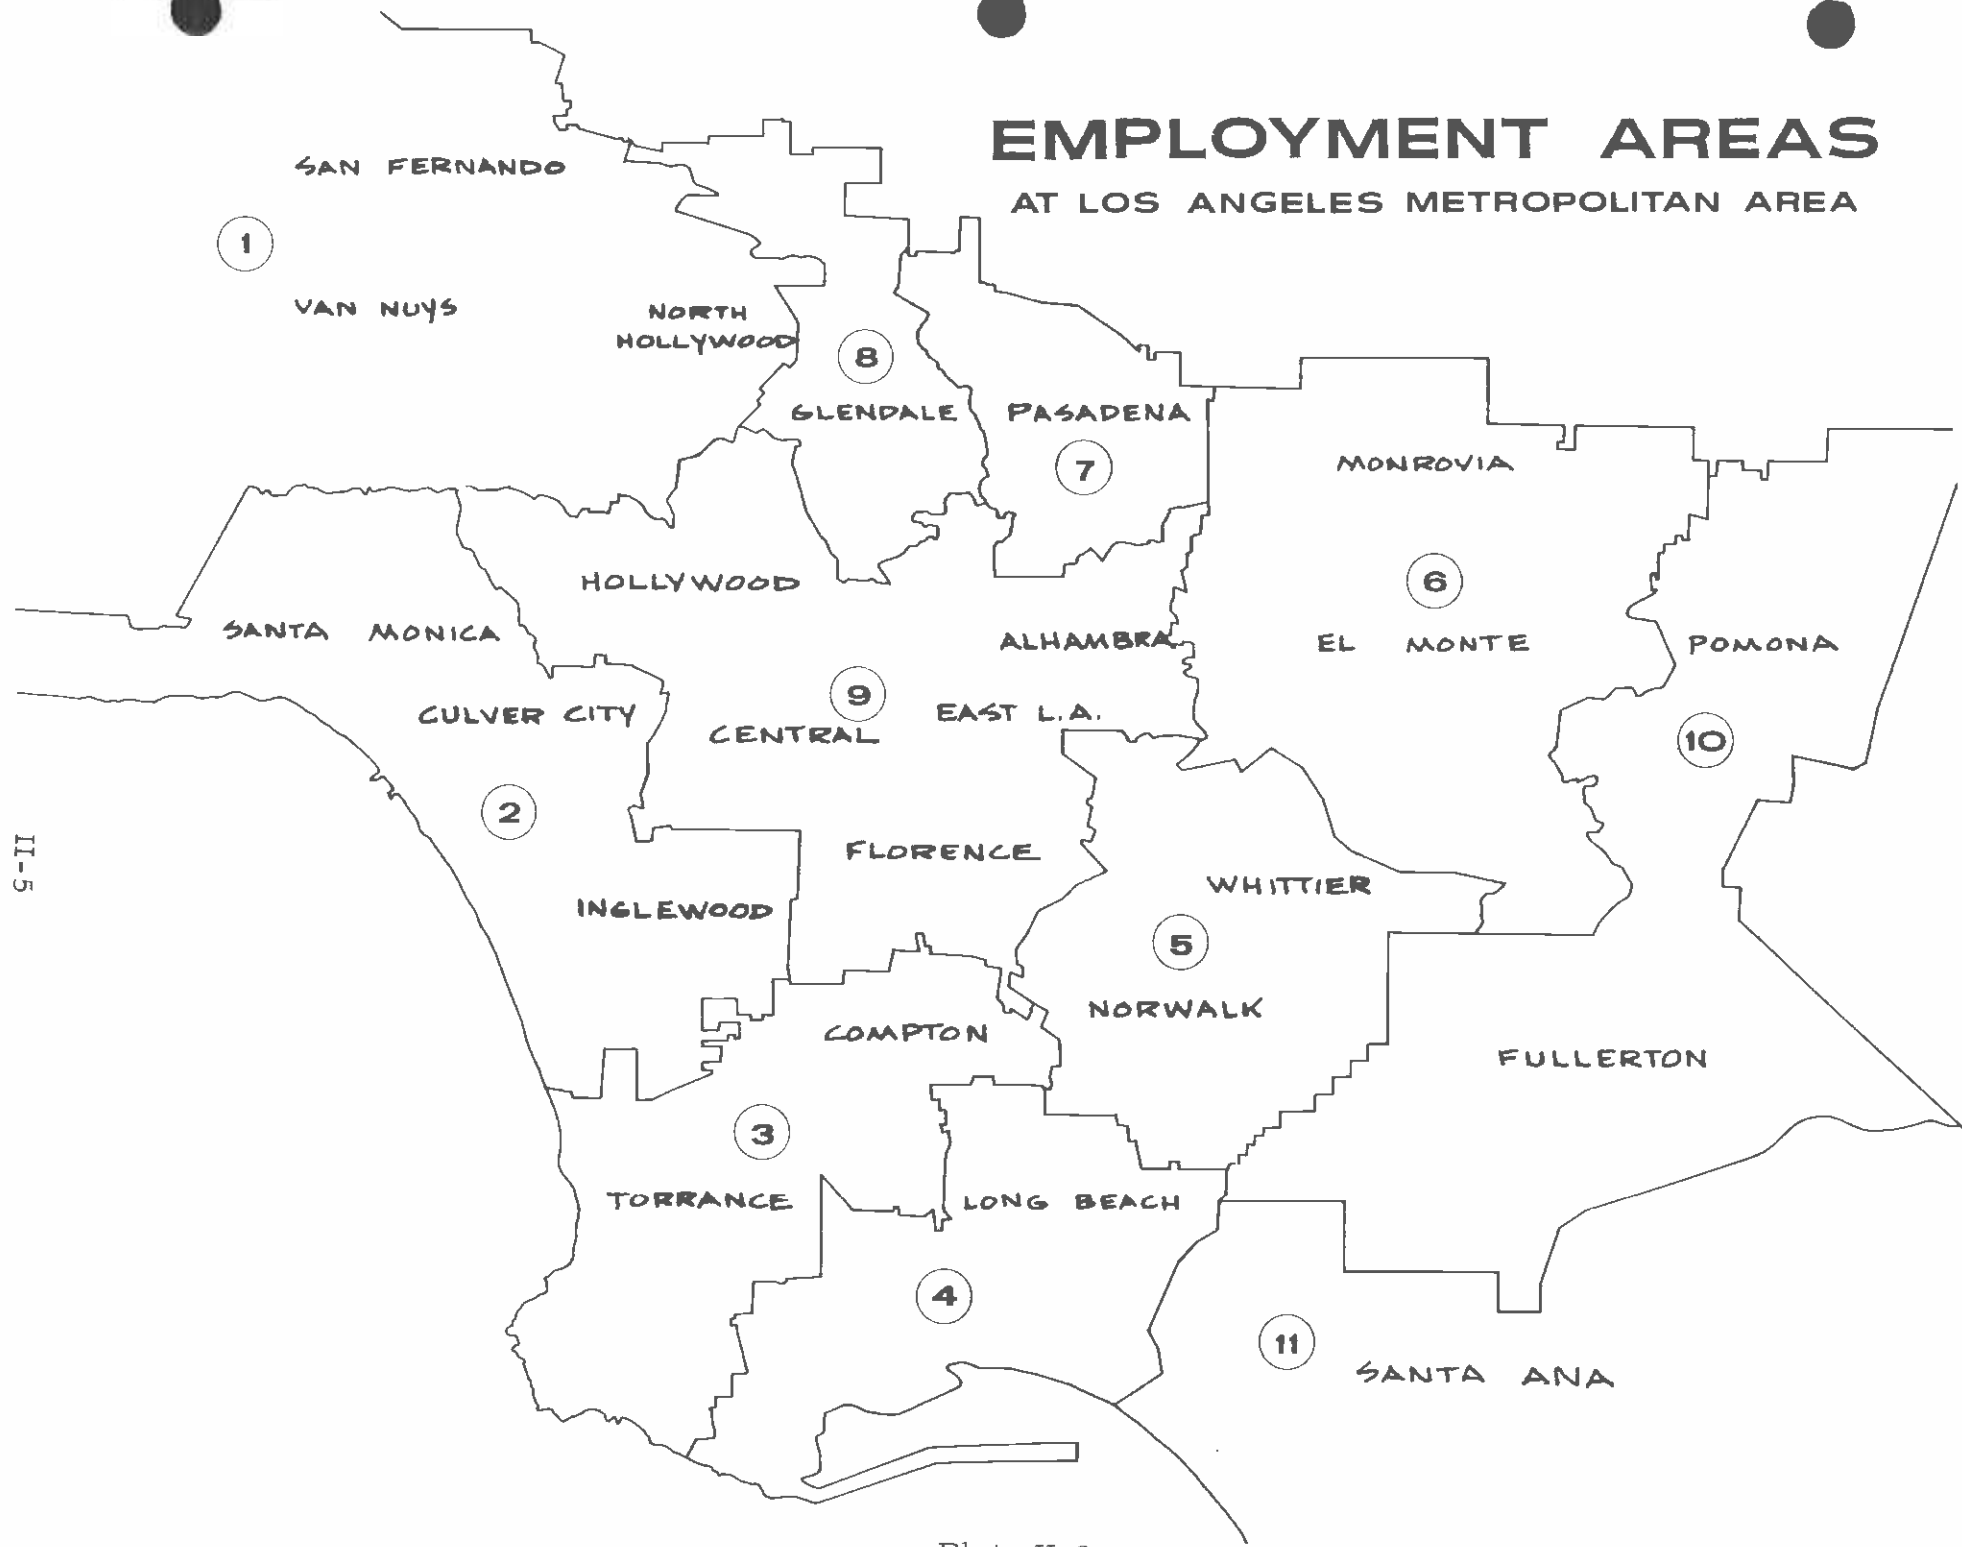 EMPLOYMENT AREAS
AT LOS ANGELES METROPOLITAN AREA
SAN FERNANDO
1
VAN NUYS
NORTH
HOLLYWOOD
8
GLENDALE
PASADENA
7
MONROVIA
HOLLYWOOD
6
SANTA MONICA
ALHAMBRA
EL MONTE
POMONA
9
CULVER CITY
EAST L.A.
CENTRAL
10
2
FLORENCE
WHITTIER
INGLEWOOD
5
NORWALK
COMPTON
FULLERTON
3
TORRANCE
LONG BEACH
4
11
SANTA ANA
II-5